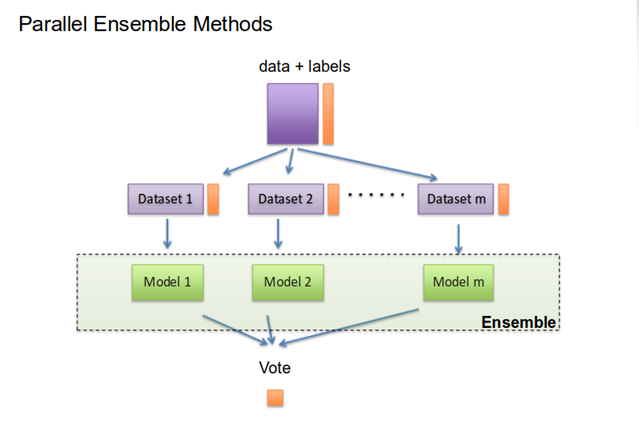 Parallel Ensemble Methods
data + labels
Dataset 1
Dataset 2
Dataset m
Model 1
Model 2
Model m
Ensemble
Vote